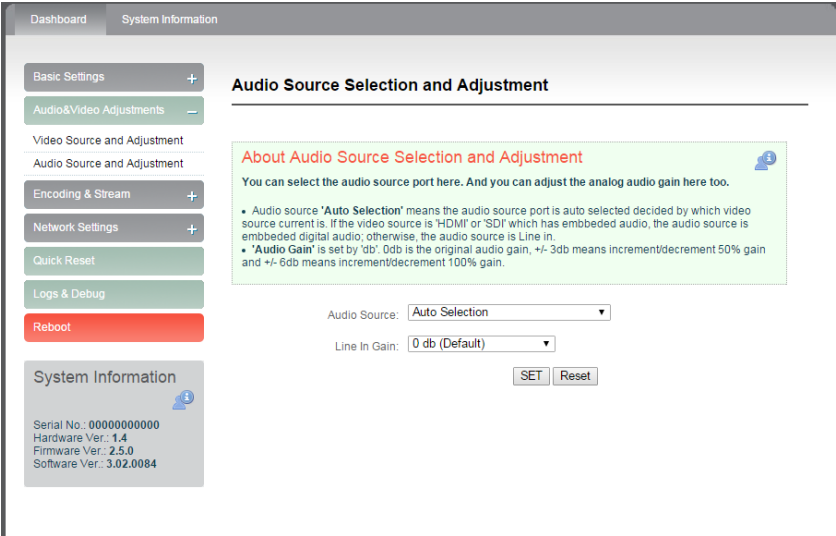 Dashboard
System Information
Basic Settings +
Audio&Video Adjustments –
Video Source and Adjustment
Audio Source and Adjustment
Encoding & Stream +
Network Settings +
Quick Reset
Logs & Debug
Reboot
System Information
Serial No.: 00000000000
Hardware Ver.: 1.4
Firmware Ver.: 2.5.0
Software Ver.: 3.02.0084
Audio Source Selection and Adjustment
About Audio Source Selection and Adjustment
You can select the audio source port here. And you can adjust the analog audio gain here too.
• Audio source 'Auto Selection' means the audio source port is auto selected decided by which video
source current is. If the video source is 'HDMI' or 'SDI' which has embbeded audio, the audio source is
embbeded digital audio; otherwise, the audio source is Line in.
• 'Audio Gain' is set by 'db'. 0db is the original audio gain, +/- 3db means increment/decrement 50% gain
and +/- 6db means increment/decrement 100% gain.
Audio Source: Auto Selection
Line In Gain: 0 db (Default)
SET Reset